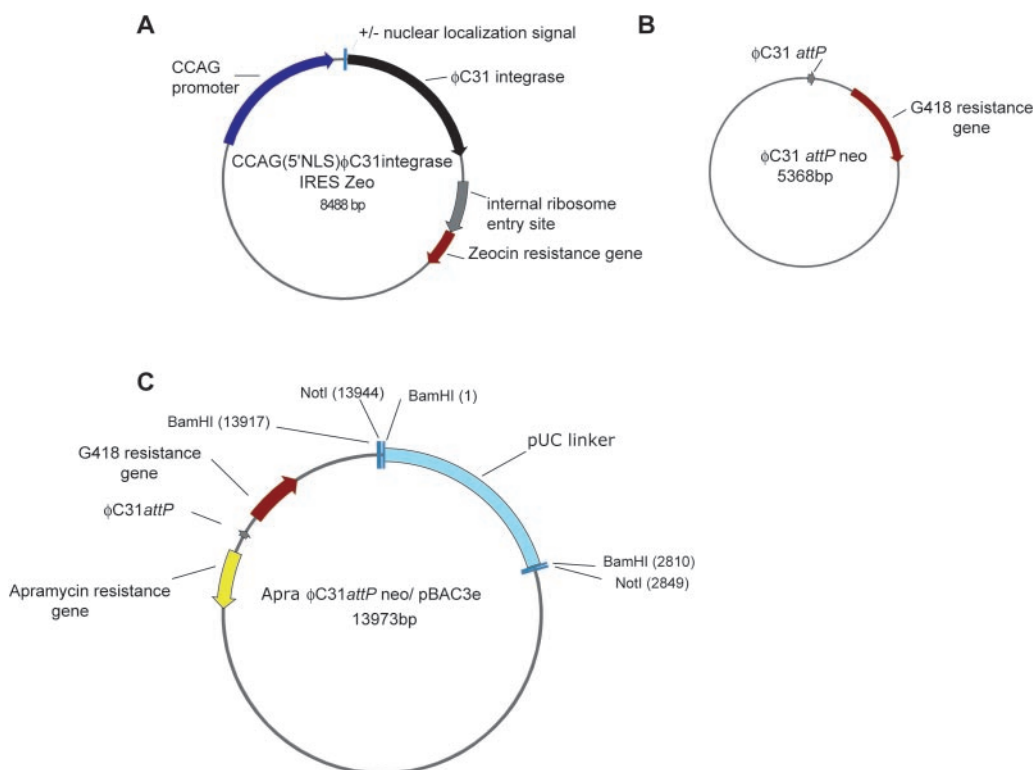 A
+/- nuclear localization signal
CCAG
promoter
ϕC31 integrase
CCAG(5'NLS)ϕC31integrase
IRES Zeo
8488 bp
internal ribosome
entry site
Zeocin resistance gene
B
ϕC31 attP
G418 resistance
gene
ϕC31 attP neo
5368bp
C
NotI (13944)
BamHI (1)
BamHI (13917)
pUC linker
G418 resistance
gene
ϕC31attP
BamHI (2810)
NotI (2849)
Apramycin resistance
gene
Apra ϕC31attP neo/ pBAC3e
13973bp